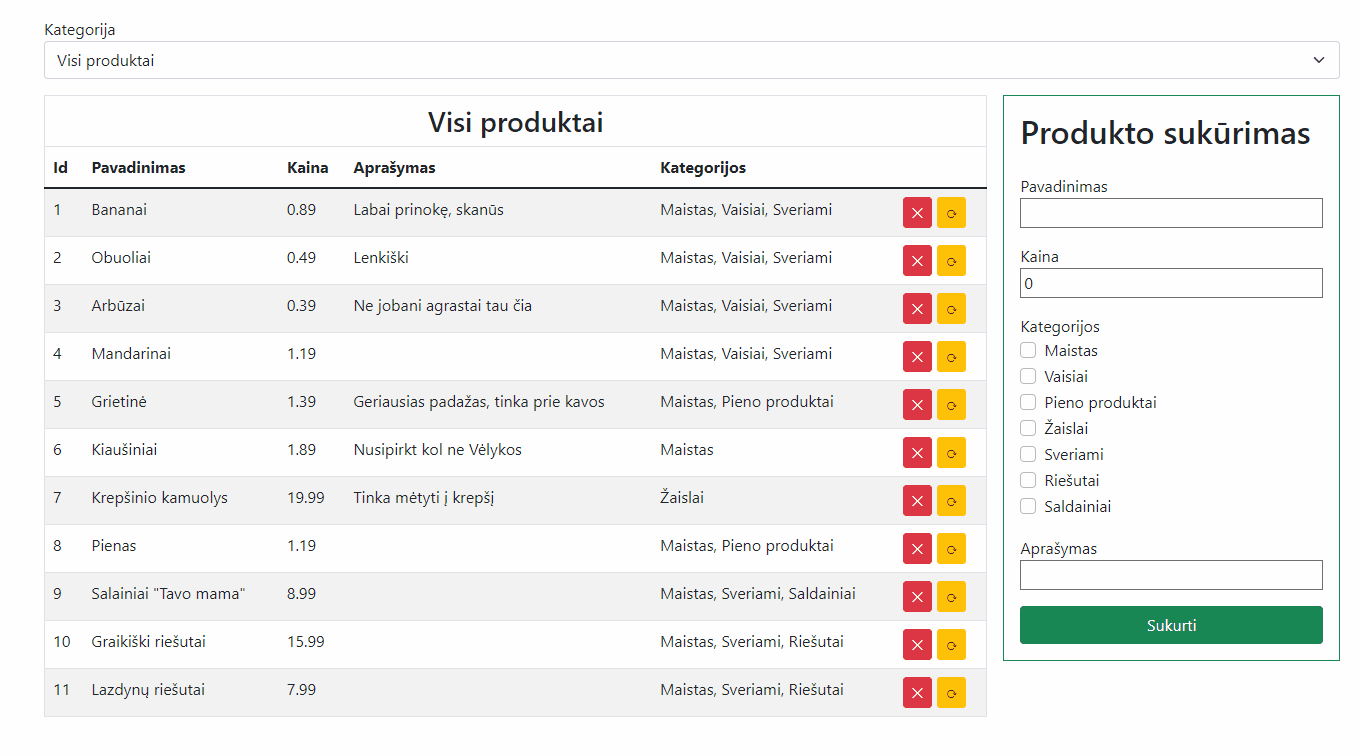 Kategorija
Visi produktai
Visi produktai
Id Pavadinimas Kaina Aprašymas Kategorijos
1 Bananai 0.89 Labai prinokę, skanūs Maistas, Vaisiai, Sveriami
2 Obuoliai 0.49 Lenkiški Maistas, Vaisiai, Sveriami
3 Arbūzai 0.39 Ne jobani agrastai tau čia Maistas, Vaisiai, Sveriami
4 Mandarinai 1.19 Maistas, Vaisiai, Sveriami
5 Grietinė 1.39 Geriausias padažas, tinka prie kavos Maistas, Pieno produktai
6 Kiaušiniai 1.89 Nusipirkt kol ne Vėlykos Maistas
7 Krepšinio kamuolys 19.99 Tinka mėtyti į krepšį Žaislai
8 Pienas 1.19 Maistas, Pieno produktai
9 Salainiai "Tavo mama" 8.99 Maistas, Sveriami, Saldainiai
10 Graikiški riešutai 15.99 Maistas, Sveriami, Riešutai
11 Lazdynų riešutai 7.99 Maistas, Sveriami, Riešutai
Produkto sukūrimas
Pavadinimas
Kaina
0
Kategorijos
Maistas
Vaisiai
Pieno produktai
Žaislai
Sveriami
Riešutai
Saldainiai
Aprašymas
Sukurti